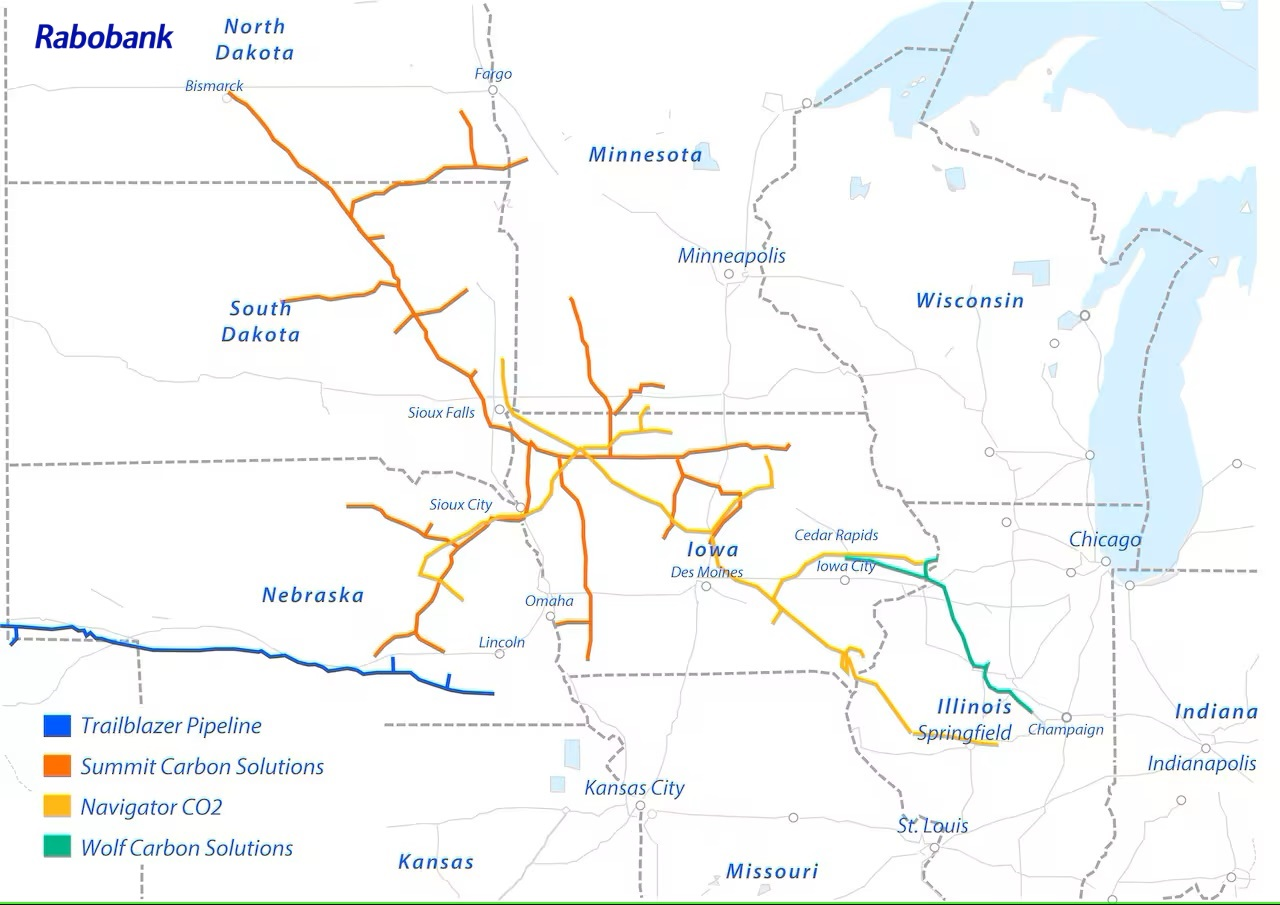 Rabobank
North
Dakota
Bismarck
Fargo
Minnesota
Minneapolis
Wisconsin
South
Dakota
Sioux Falls
Sioux City
Cedar Rapids
Chicago
Iowa
Iowa City
Des Moines
Nebraska
Omaha
Lincoln
Illinois
Springfield
Champaign
Indiana
Indianapolis
Trailblazer Pipeline
Summit Carbon Solutions
Navigator CO2
Wolf Carbon Solutions
Kansas City
St. Louis
Kansas
Missouri